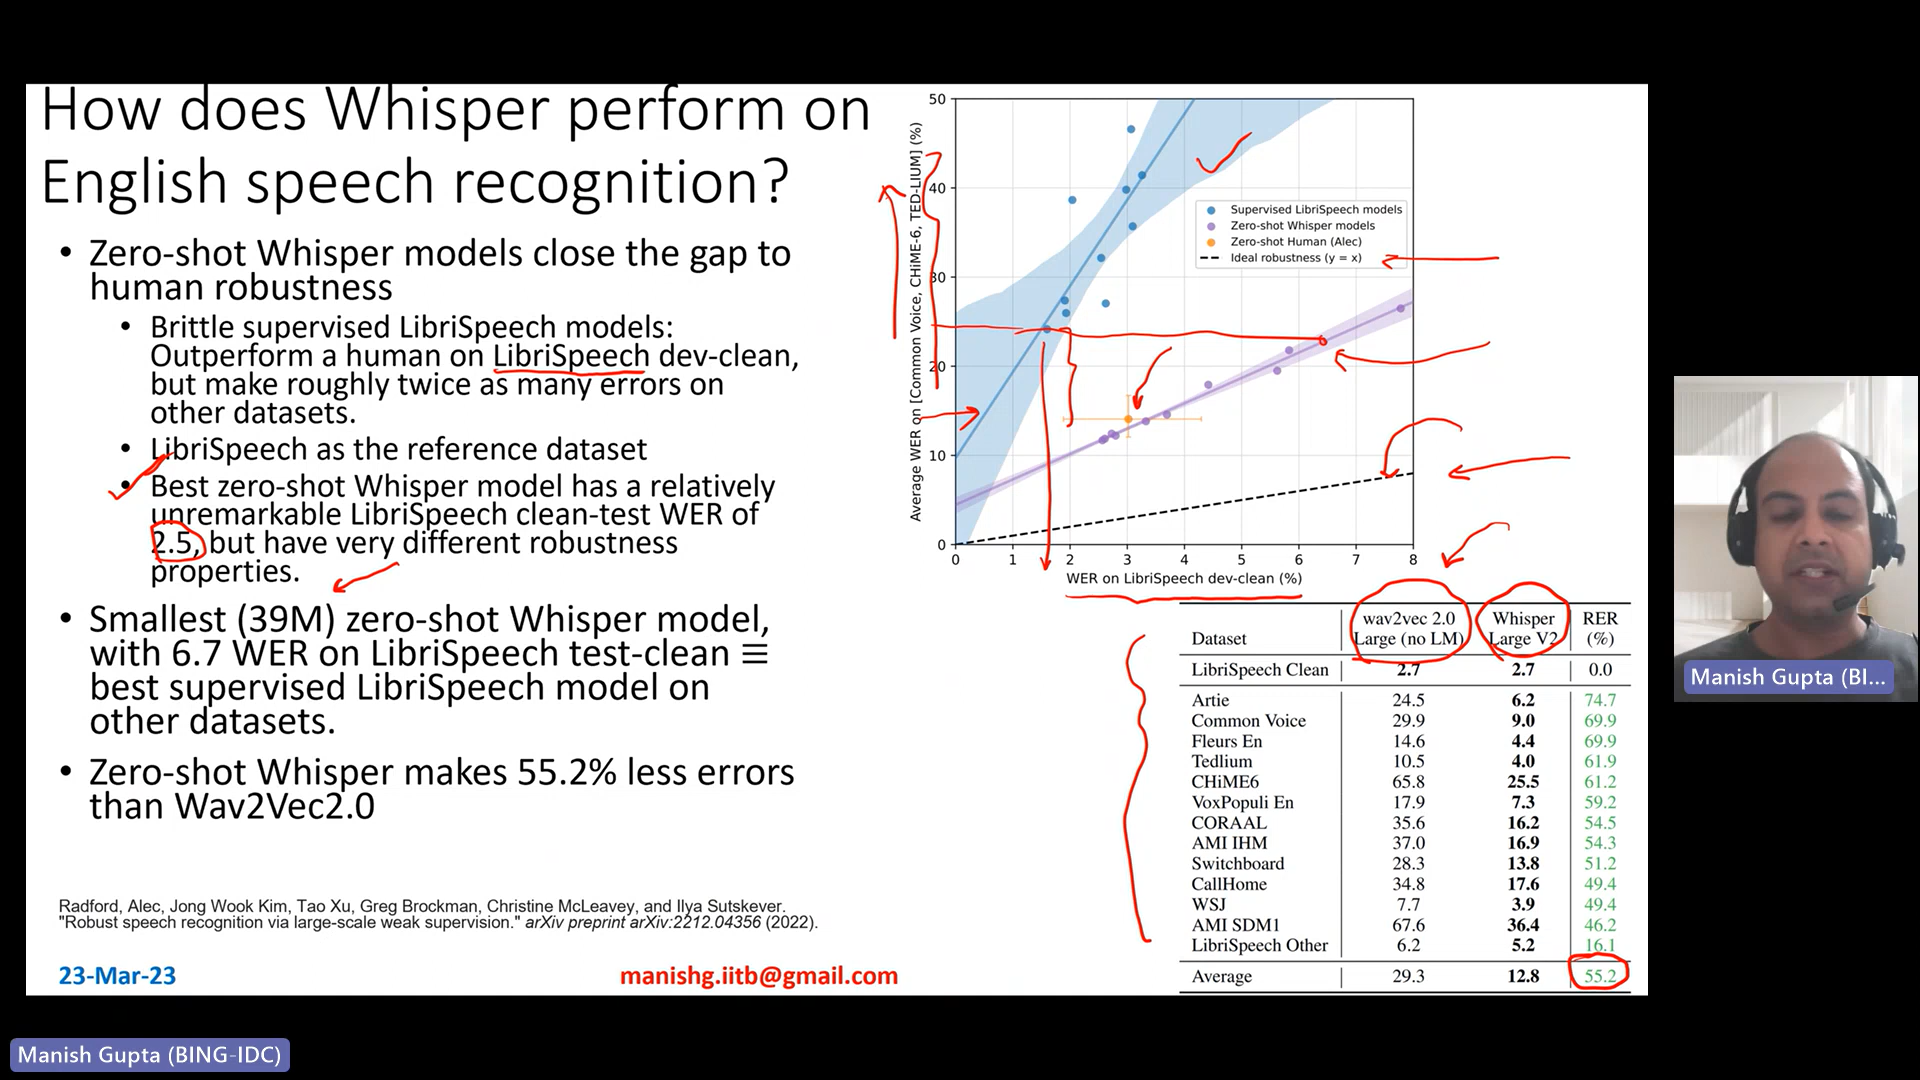 How does Whisper perform on
English speech recognition?
• Zero-shot Whisper models close the gap to
human robustness
• Brittle supervised LibriSpeech models:
Outperform a human on LibriSpeech dev-clean,
but make roughly twice as many errors on
other datasets.
• LibriSpeech as the reference dataset
• Best zero-shot Whisper model has a relatively
unremarkable LibriSpeech clean-test WER of
2.5, but have very different robustness
properties.
• Smallest (39M) zero-shot Whisper model,
with 6.7 WER on LibriSpeech test-clean ≡
best supervised LibriSpeech model on
other datasets.
• Zero-shot Whisper makes 55.2% less errors
than Wav2Vec2.0
Radford, Alec, Jong Wook Kim, Tao Xu, Greg Brockman, Christine McLeavey, and Ilya Sutskever.
"Robust speech recognition via large-scale weak supervision." arXiv preprint arXiv:2212.04356 (2022).
23-Mar-23
manishg.iitb@gmail.com
Average WER on [Common Voice, CHiME-6, TED-LIUM] (%)
50
40
30
20
10
0
0 1 2 3 4 5 6 7 8
WER on LibriSpeech dev-clean (%)
Supervised LibriSpeech models
Zero-shot Whisper models
Zero-shot Human (Alec)
Ideal robustness (y = x)
Dataset wav2vec 2.0 Large (no LM) Whisper Large V2 RER (%)
LibriSpeech Clean 2.7 2.7 0.0
Artie 24.5 6.2 74.7
Common Voice 29.9 9.0 69.9
Fleurs En 14.6 4.4 69.9
Tedlium 10.5 4.0 61.9
CHiME6 65.8 25.5 61.2
VoxPopuli En 17.9 7.3 59.2
CORAAL 35.6 16.2 54.5
AMI IHM 37.0 16.9 54.3
Switchboard 28.3 13.8 51.2
CallHome 34.8 17.6 49.4
WSJ 7.7 3.9 49.4
AMI SDM1 67.6 36.4 46.2
LibriSpeech Other 6.2 5.2 16.1
Average 29.3 12.8 55.2
Manish Gupta (BI...
Manish Gupta (BING-IDC)